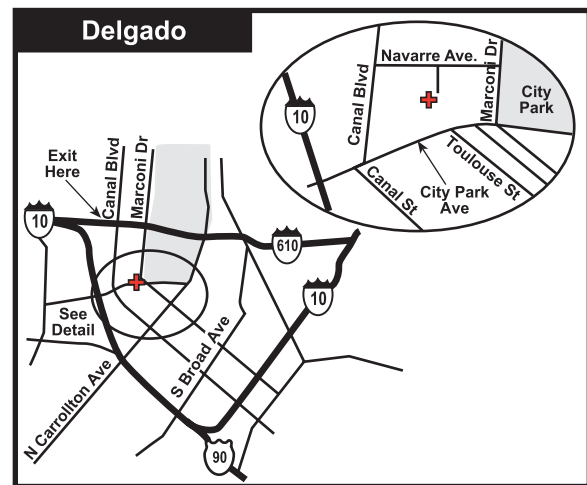 Delgado
Navarre Ave.
Canal Blvd
Marconi Dr
City
Park
10
Toulouse St
City Park
Ave
Canal St
Exit
Here
Canal Blvd
Marconi Dr
10
610
10
See
Detail
S Broad Ave
N Carrollton Ave
90